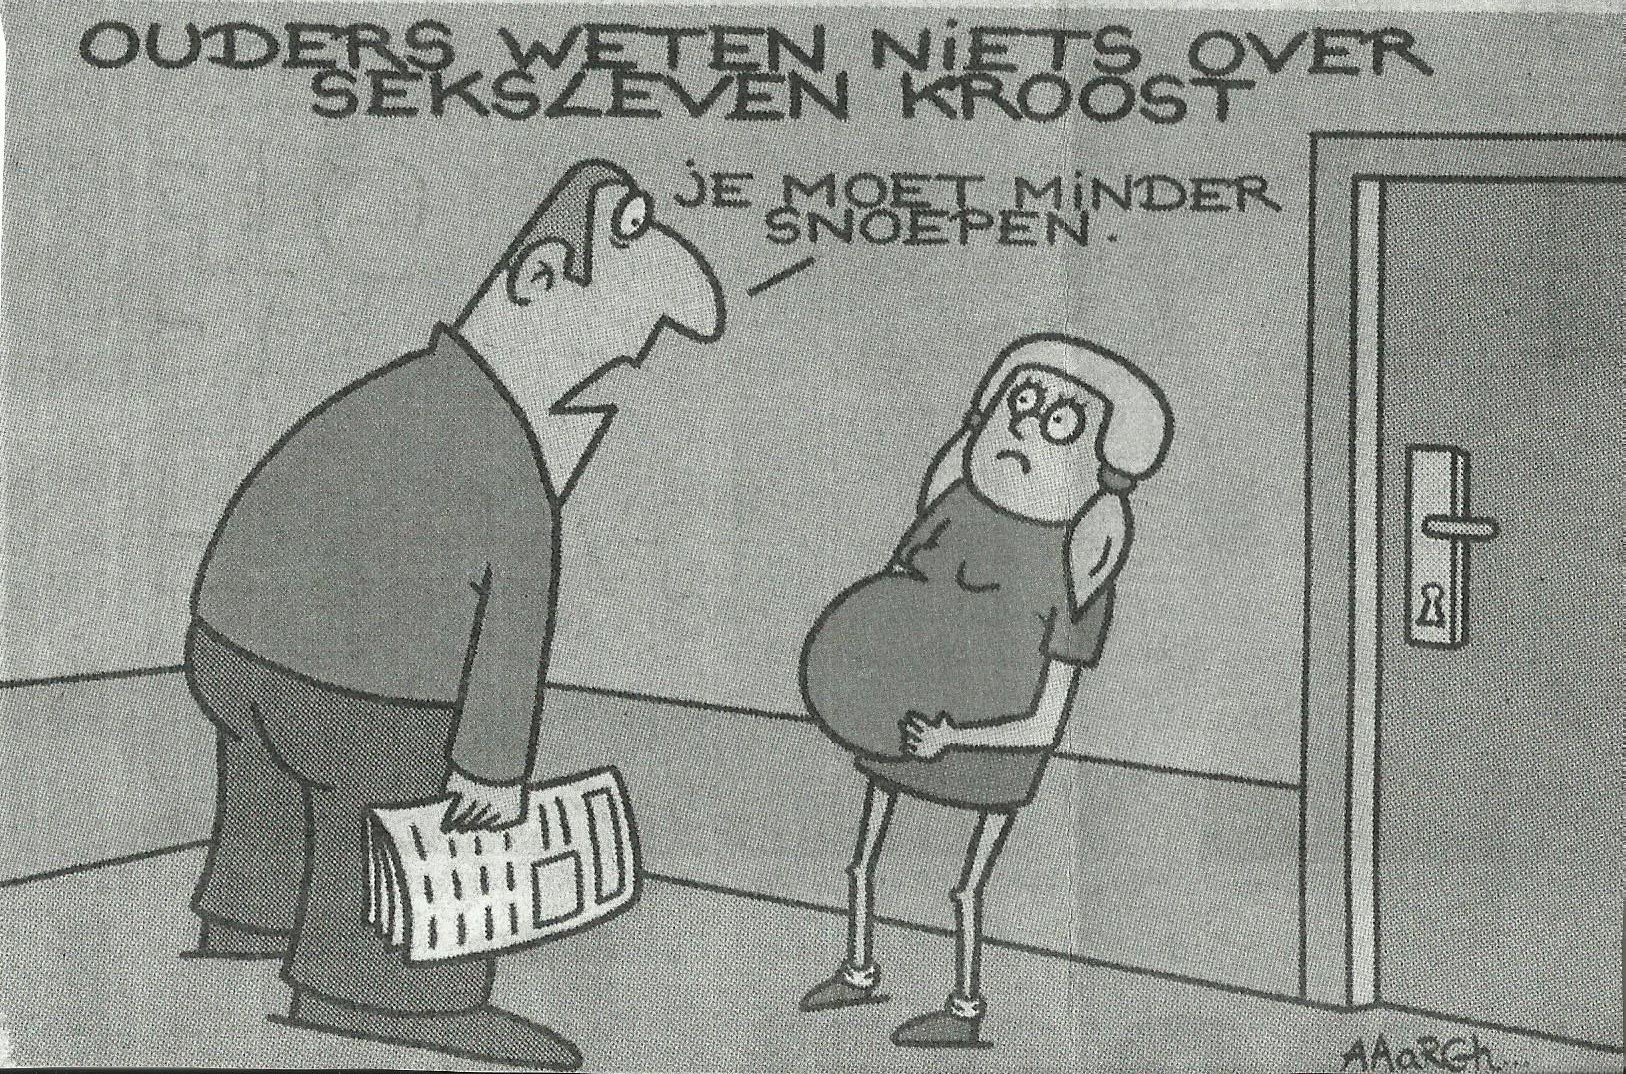 OUDERS WETEN NiETS OVER
SEKSLEVEN KROOST
jE MOET MiNDER
SNOEPEN.
AAaRGh...